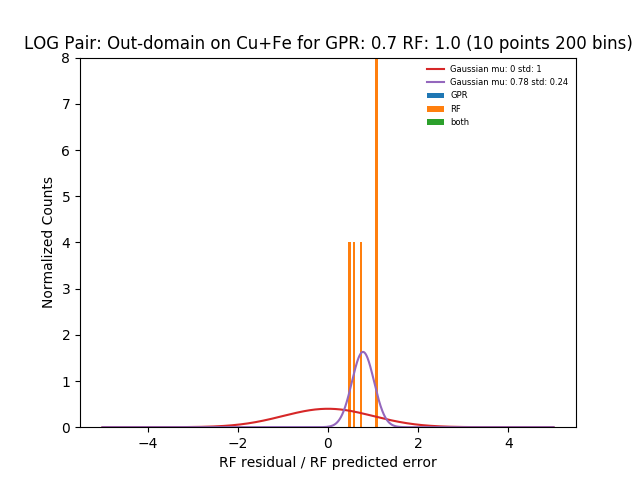 LOG Pair: Out-domain on Cu+Fe for GPR: 0.7 RF: 1.0 (10 points 200 bins)
8
7
6
5
4
3
2
1
0
Normalized Counts
Gaussian mu: 0 std: 1
Gaussian mu: 0.78 std: 0.24
GPR
RF
both
−4
−2
0
2
4
RF residual / RF predicted error